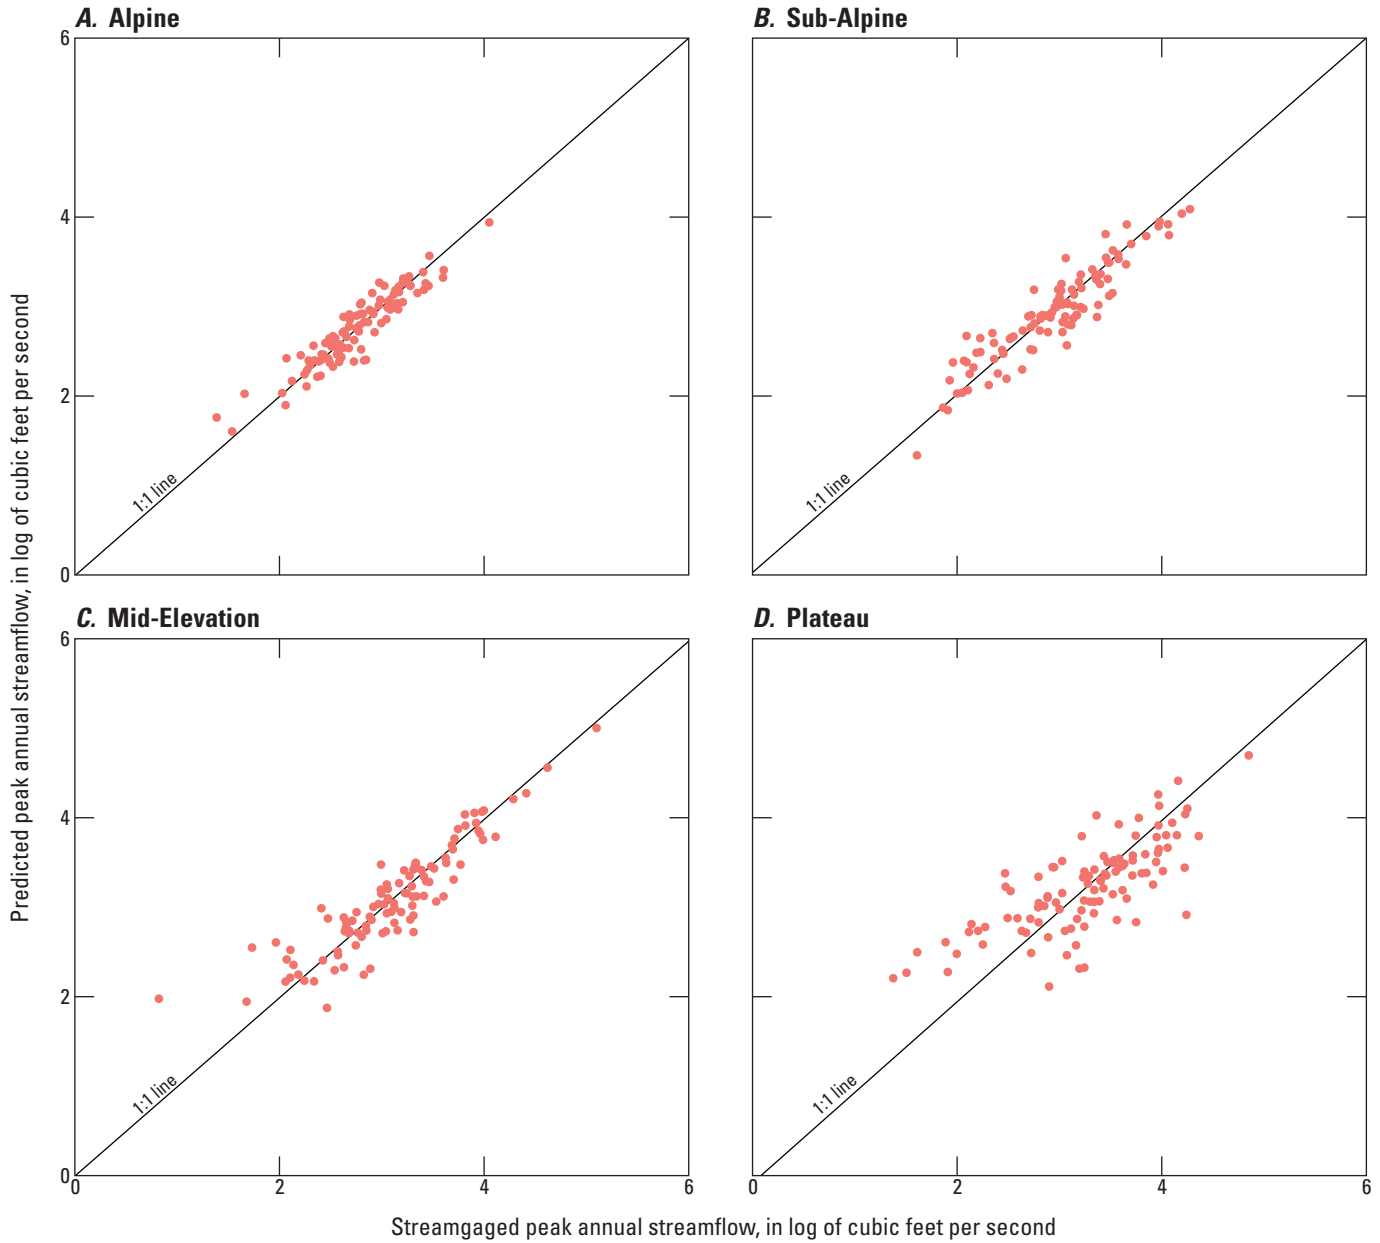 A. Alpine
B. Sub-Alpine
6
4
2
0
1:1 line
1:1 line
C. Mid-Elevation
D. Plateau
6
4
2
0
1:1 line
1:1 line
0 2 4 6
0 2 4 6
Predicted peak annual streamflow, in log of cubic feet per second
Streamgaged peak annual streamflow, in log of cubic feet per second